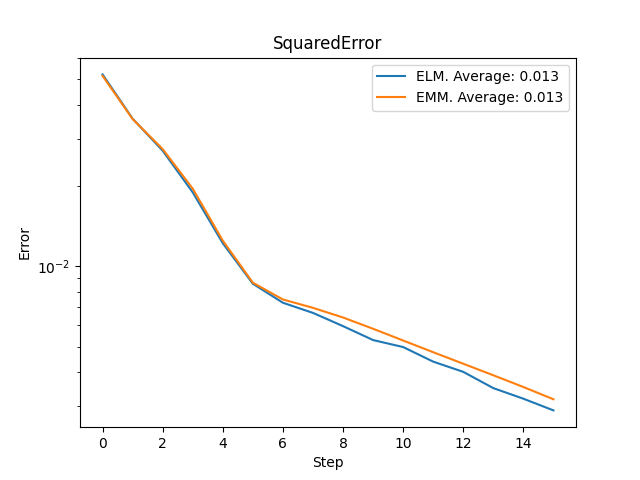 SquaredError
ELM. Average: 0.013
EMM. Average: 0.013
Error
10⁻²
0 2 4 6 8 10 12 14
Step